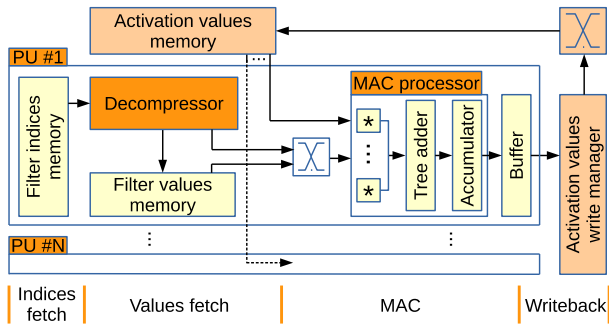 Activation values
memory
PU #1
...
MAC processor
Filter indices
memory
Decompressor
Filter values
memory
*
...
*
Tree adder
Accumulator
Buffer
Activation values
write manager
...
...
PU #N
Indices
fetch
Values fetch
MAC
Writeback